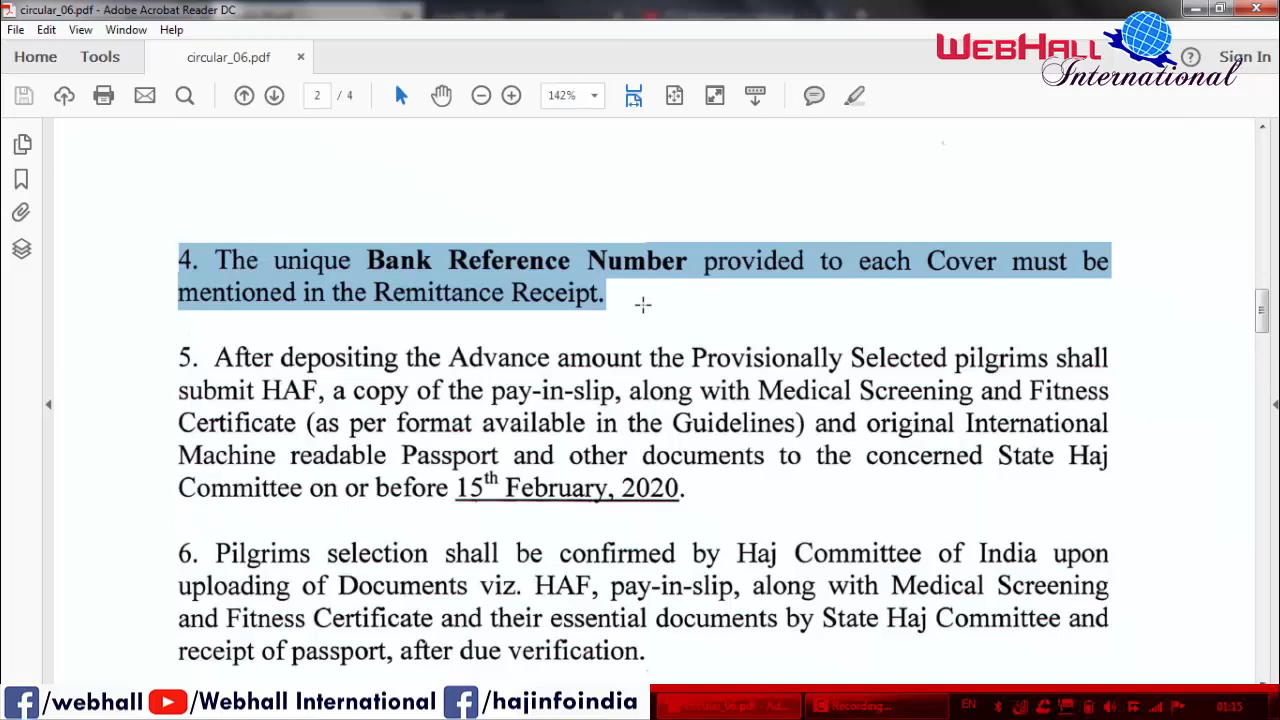 circular_06.pdf - Adobe Acrobat Reader DC
File Edit View Window Help
Home Tools circular_06.pdf × Sign In
WEBHALL
International
2 / 4 142%
4. The unique Bank Reference Number provided to each Cover must be
mentioned in the Remittance Receipt.
5. After depositing the Advance amount the Provisionally Selected pilgrims shall
submit HAF, a copy of the pay-in-slip, along with Medical Screening and Fitness
Certificate (as per format available in the Guidelines) and original International
Machine readable Passport and other documents to the concerned State Haj
Committee on or before 15th February, 2020.
6. Pilgrims selection shall be confirmed by Haj Committee of India upon
uploading of Documents viz. HAF, pay-in-slip, along with Medical Screening
and Fitness Certificate and their essential documents by State Haj Committee and
receipt of passport, after due verification.
/webhall Webhall International /hajinfoindia
circular_06.pdf - Ad... Recording... EN 01:15